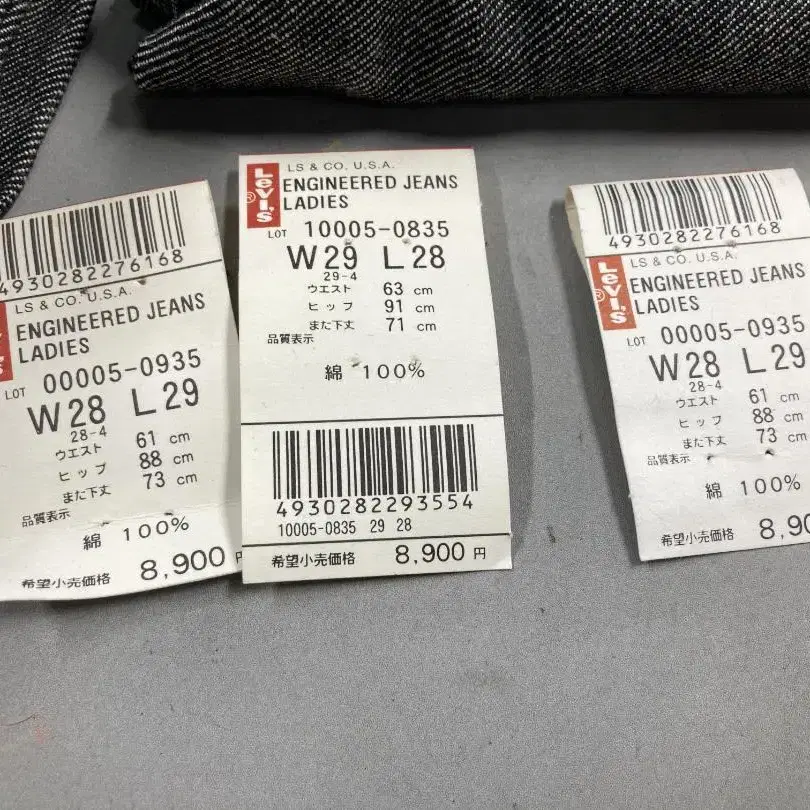 4930282276168
LS & CO. U.S.A.
ENGINEERED JEANS
LADIES
LOT 00005-0935
W28 L29
28-4
ウエスト 61 cm
ヒップ 88 cm
また下丈 73 cm
品質表示
綿 100%
希望小売価格 8,900 円
Levi's ®
LS & CO. U.S.A.
ENGINEERED JEANS
LADIES
LOT 10005-0835
W29 L28
29-4
ウエスト 63 cm
ヒップ 91 cm
また下丈 71 cm
品質表示
綿 100%
4930282293554
10005-0835 29 28
希望小売価格 8,900 円
4930282276168
Levi's ®
LS & CO. U.S.A.
ENGINEERED JEANS
LADIES
LOT 00005-0935
W28 L29
28-4
ウエスト 61 cm
ヒップ 88 cm
また下丈 73 cm
品質表示
綿 100%
希望小売価格 8,90